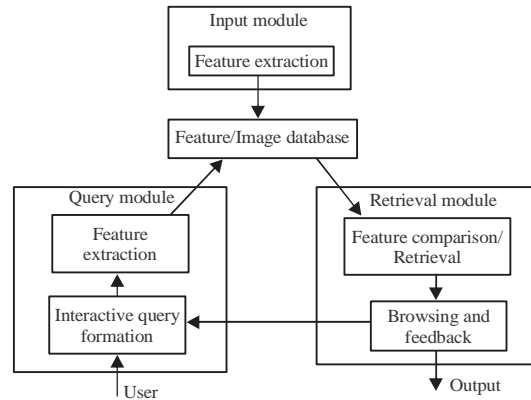 Input module
Feature extraction
Feature/Image database
Query module
Feature
extraction
Interactive query
formation
User
Retrieval module
Feature comparison/
Retrieval
Browsing and
feedback
Output